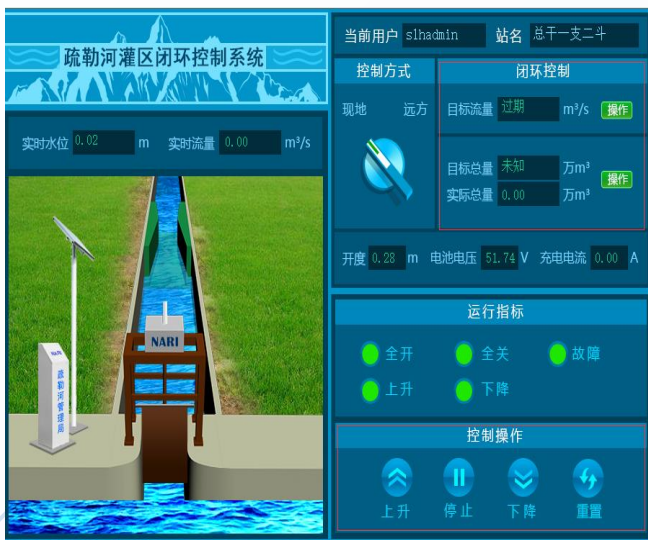 疏勒河灌区闭环控制系统
实时水位 0.02 m 实时流量 0.00 m³/s
NARI
NARI
疏勒河管理局
当前用户 slhadmin 站名 总干一支二斗
控制方式
现地 远方
闭环控制
目标流量 过期 m³/s 操作
目标总量 未知 万m³
实际总量 0.00 万m³
操作
开度 0.28 m 电池电压 51.74 V 充电电流 0.00 A
运行指标
全开 全关 故障
上升 下降
控制操作
上升 停止 下降 重置